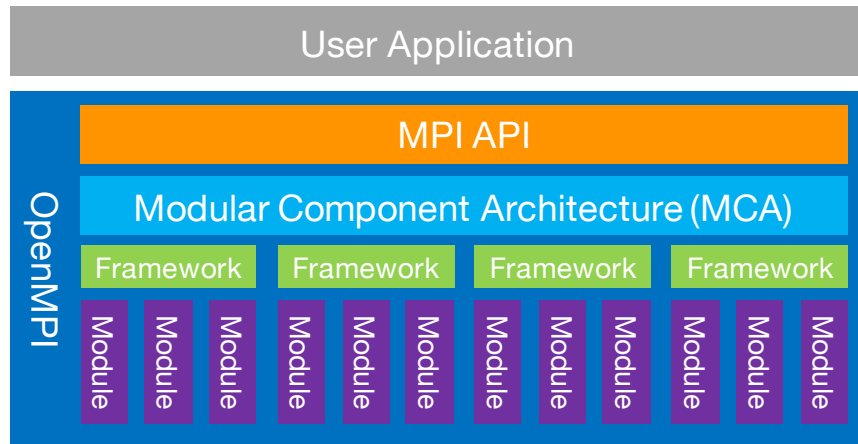 User Application
OpenMPI
MPI API
Modular Component Architecture (MCA)
Framework Framework Framework Framework
Module Module Module Module Module Module Module Module Module Module Module Module